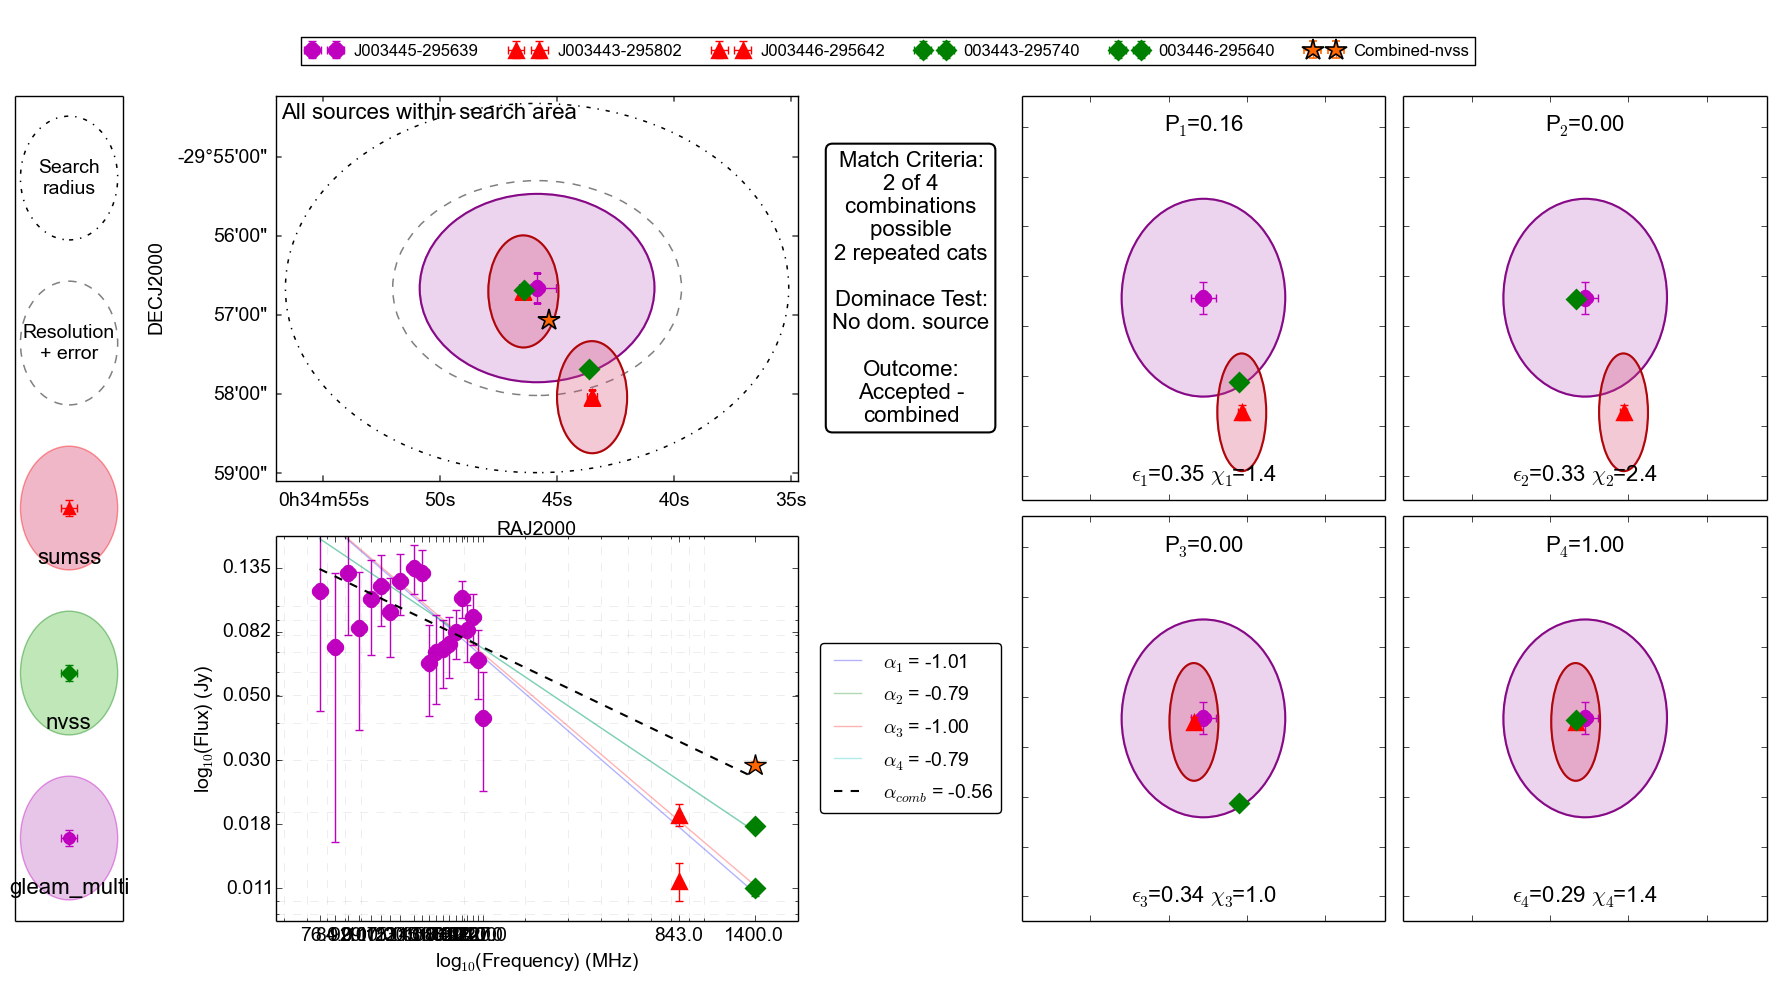 J003445-295639 J003443-295802 J003446-295642 003443-295740 003446-295640 Combined-nvss
Search
radius
Resolution
+ error
sumss
nvss
gleam_multi
All sources within search area
DECJ2000
-29°55'00"
56'00"
57'00"
58'00"
59'00"
0h34m55s 50s 45s 40s 35s
RAJ2000
Match Criteria:
2 of 4
combinations
possible
2 repeated cats
Dominace Test:
No dom. source
Outcome:
Accepted -
combined
P1=0.16
ϵ1=0.35 χ1=1.4
P2=0.00
ϵ2=0.33 χ2=2.4
P3=0.00
ϵ3=0.34 χ3=1.0
P4=1.00
ϵ4=0.29 χ4=1.4
log10(Flux) (Jy)
0.135
0.082
0.050
0.030
0.018
0.011
843.0 1400.0
log10(Frequency) (MHz)
α1 = -1.01
α2 = -0.79
α3 = -1.00
α4 = -0.79
αcomb = -0.56